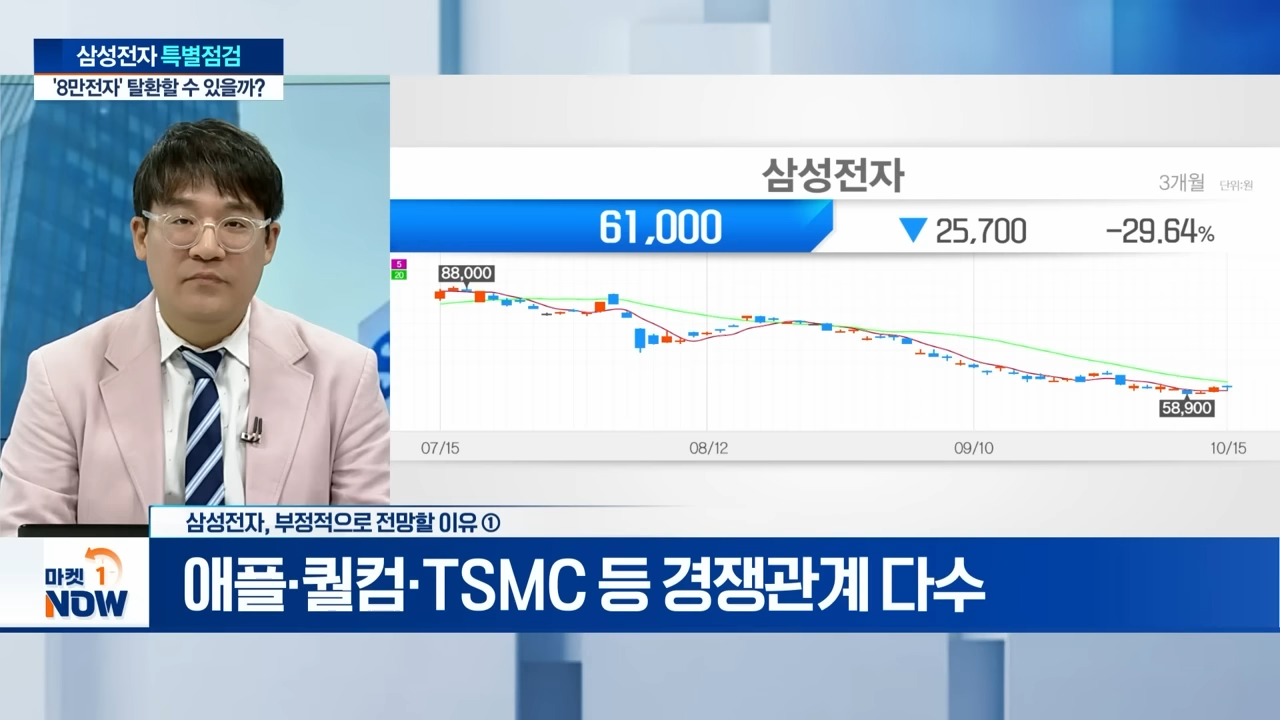 삼성전자 특별점검
'8만전자' 탈환할 수 있을까?
삼성전자
3개월 단위:원
61,000 ▼ 25,700 -29.64%
5
20
88,000
58,900
07/15 08/12 09/10 10/15
삼성전자, 부정적으로 전망할 이유 ①
마켓 1
NOW
애플·퀄컴·TSMC 등 경쟁관계 다수